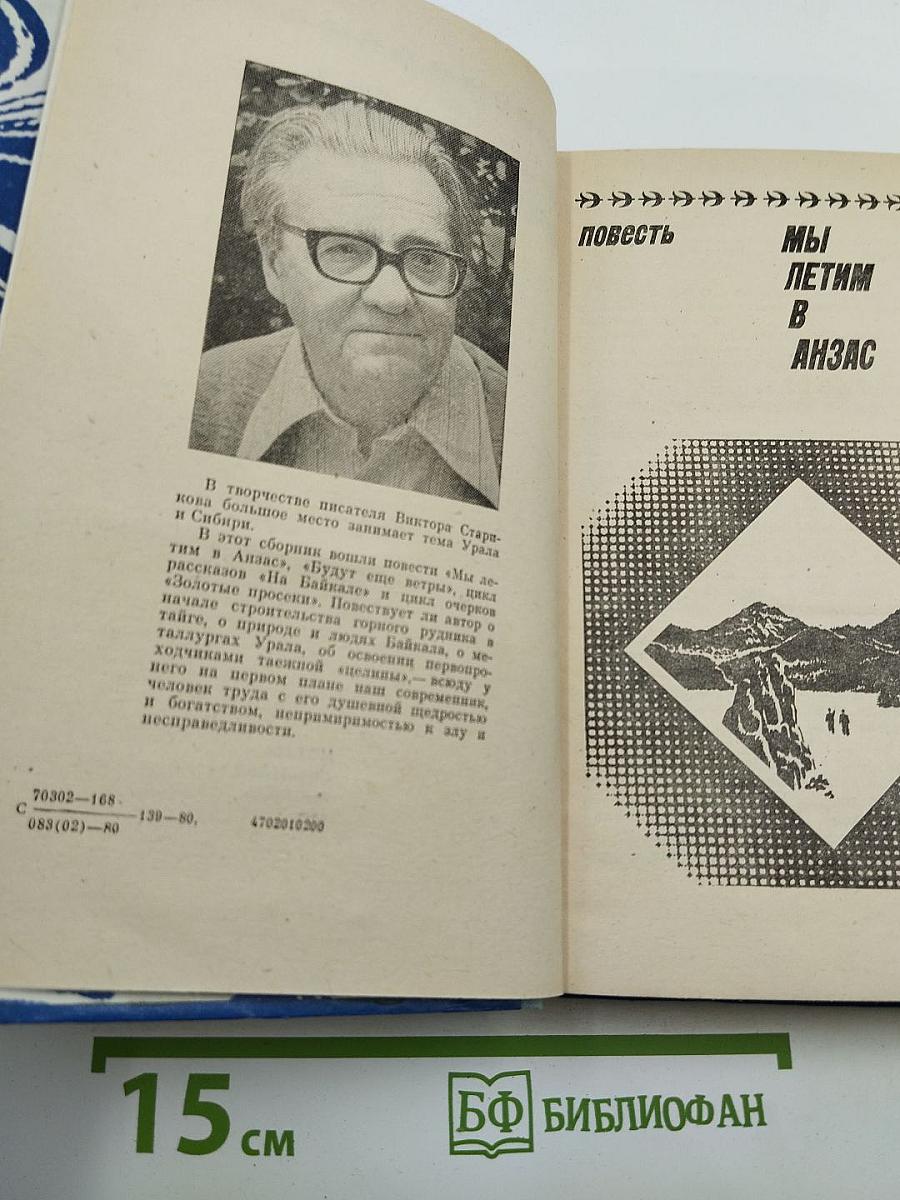 В творчестве писателя Виктора Стари-
кова большое место занимает тема Урала
и Сибири.
В этот сборник вошли повести «Мы ле-
тим в Анзас», «Будут еще ветры», цикл
рассказов «На Байкале» и цикл очерков
«Золотые просеки». Повествует ли автор о
начале строительства горного рудника в
тайге, о природе и людях Байкала, о ме-
таллургах Урала, об освоении первопро-
ходчиками таежной «целины»,— всюду у
него на первом плане наш современник,
человек труда с его душевной щедростью
и богатством, непримиримостью к злу и
несправедливости.
С 70302—168
083(02)—80
139—80.
4702010200
повесть
МЫ
ЛЕТИМ
В
АНЗАС
15 см
БФ БИБЛИОФАН